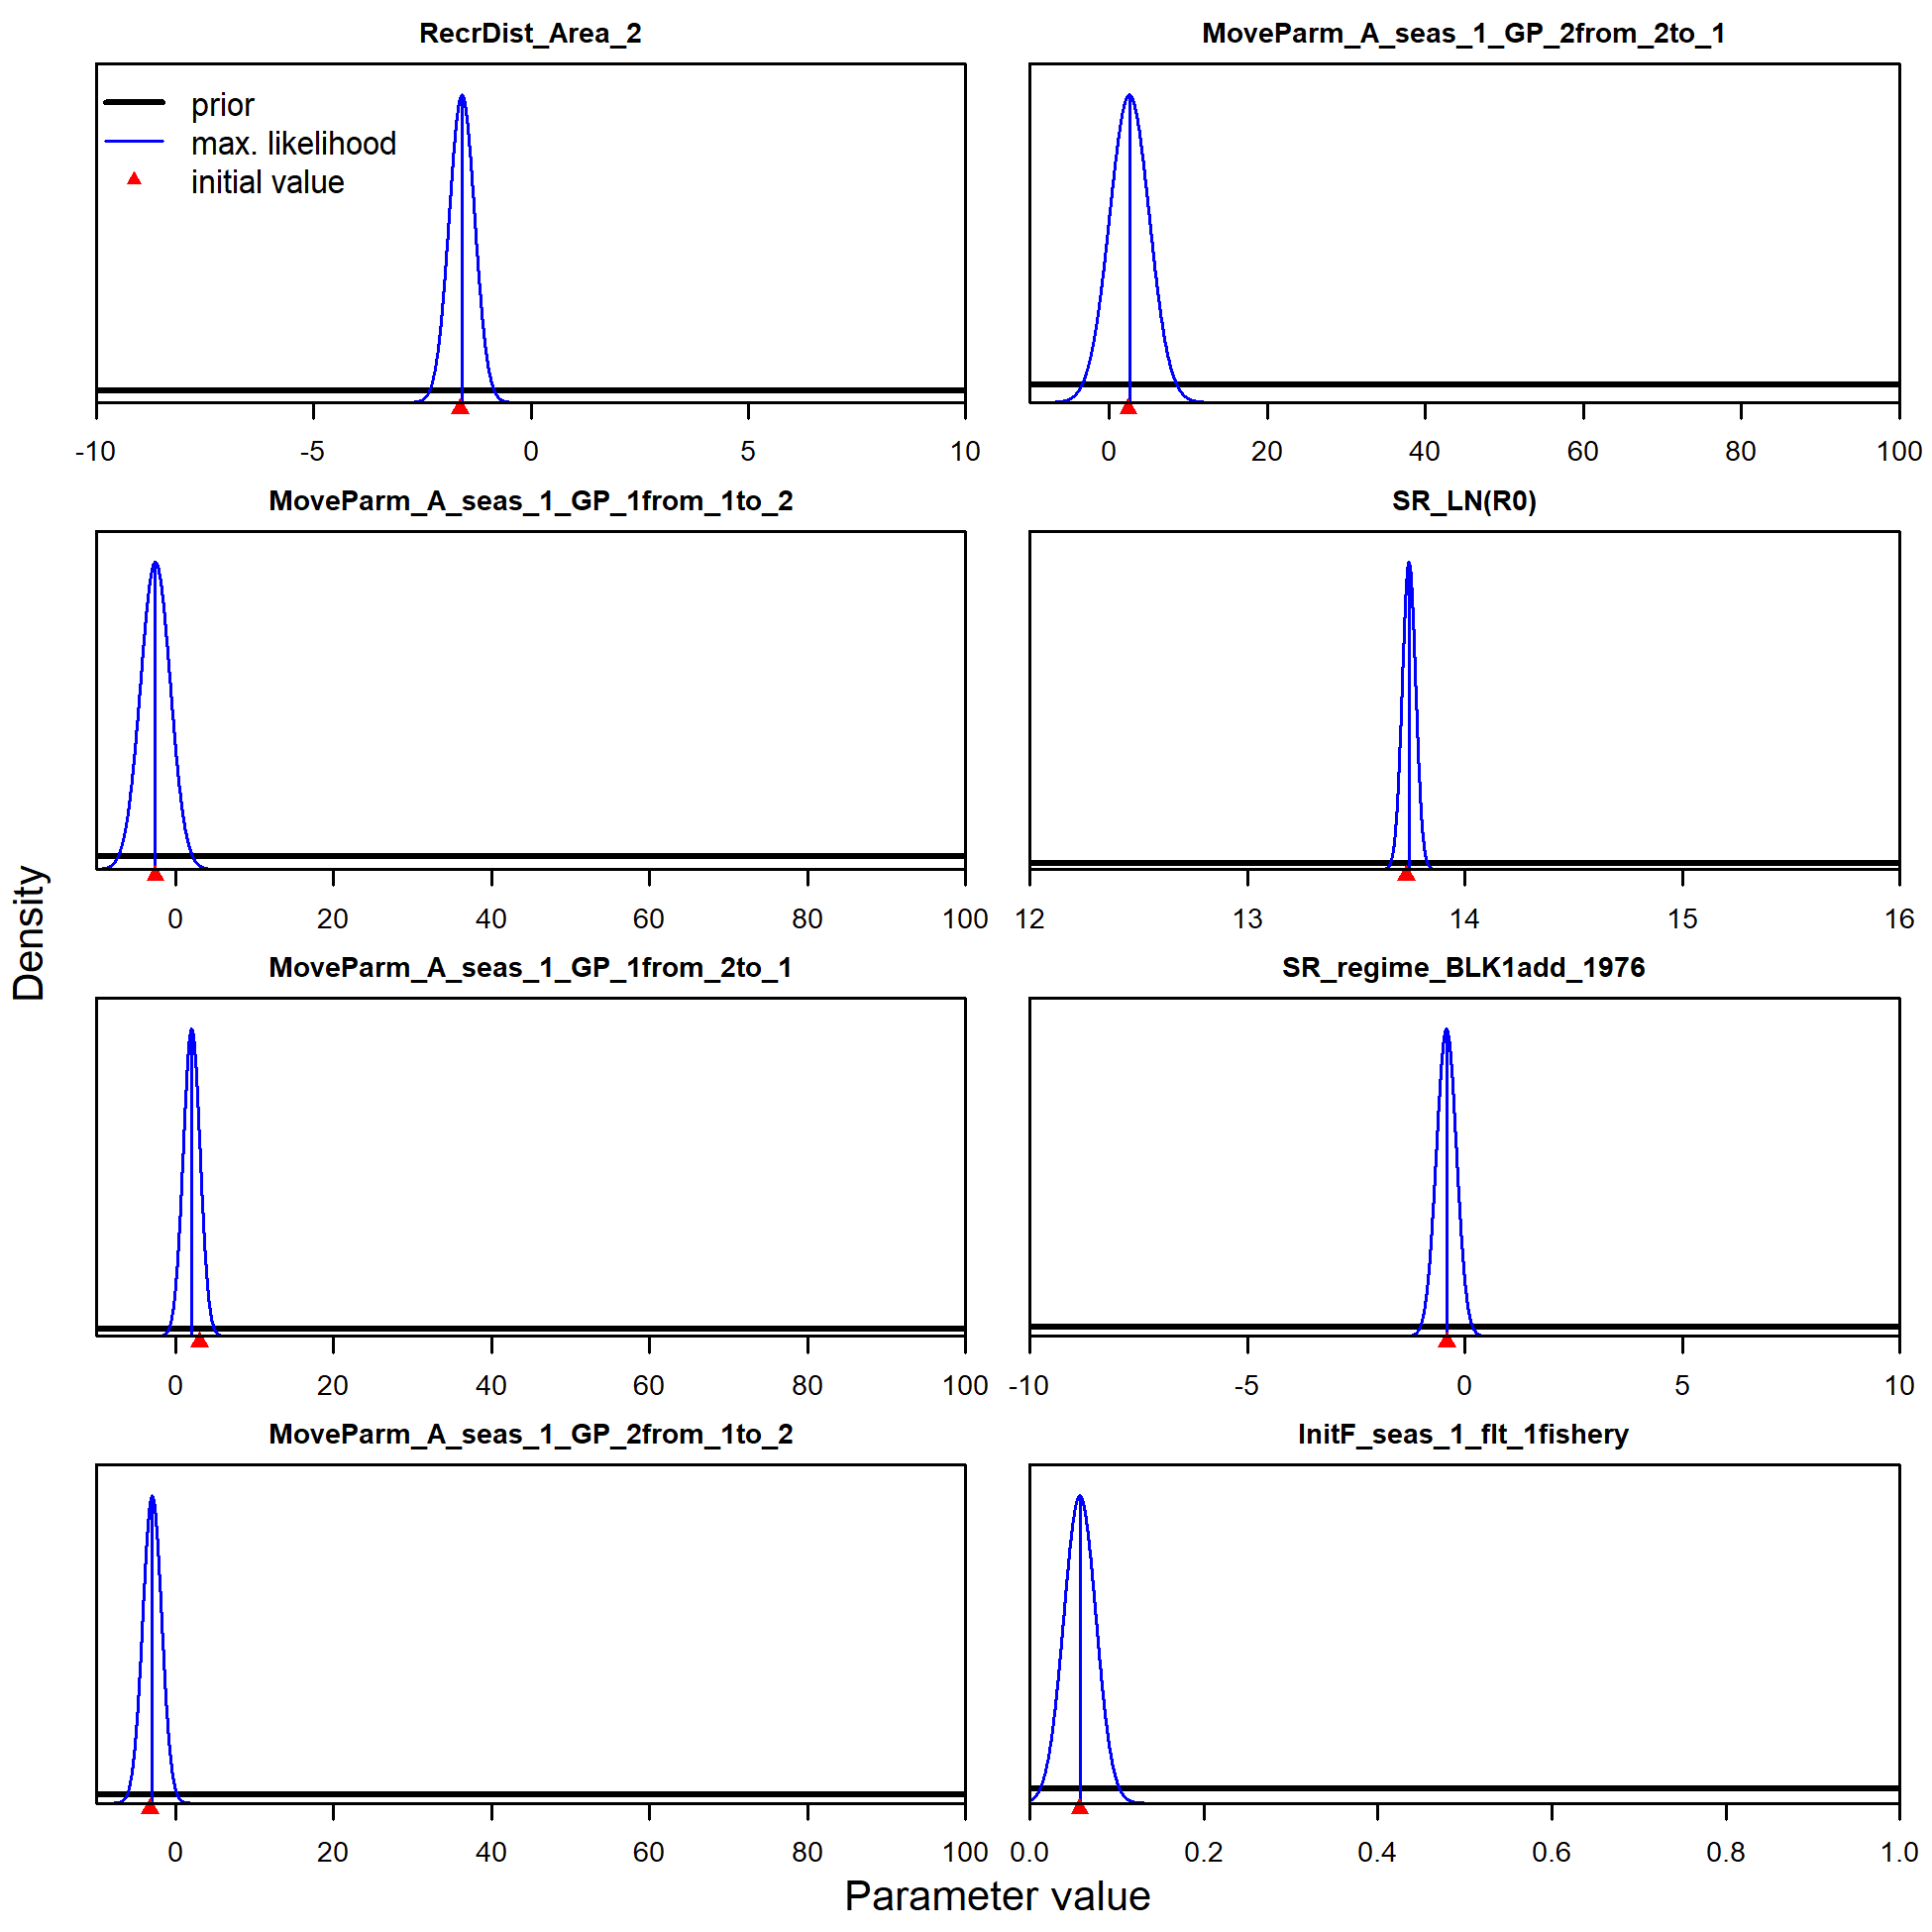 RecrDist_Area_2
prior
max. likelihood
initial value
-10 -5 0 5 10
MoveParm_A_seas_1_GP_2from_2to_1
0 20 40 60 80 100
MoveParm_A_seas_1_GP_1from_1to_2
0 20 40 60 80 100
SR_LN(R0)
12 13 14 15 16
MoveParm_A_seas_1_GP_1from_2to_1
0 20 40 60 80 100
SR_regime_BLK1add_1976
-10 -5 0 5 10
MoveParm_A_seas_1_GP_2from_1to_2
0 20 40 60 80 100
InitF_seas_1_flt_1fishery
0.0 0.2 0.4 0.6 0.8 1.0
Density
Parameter value